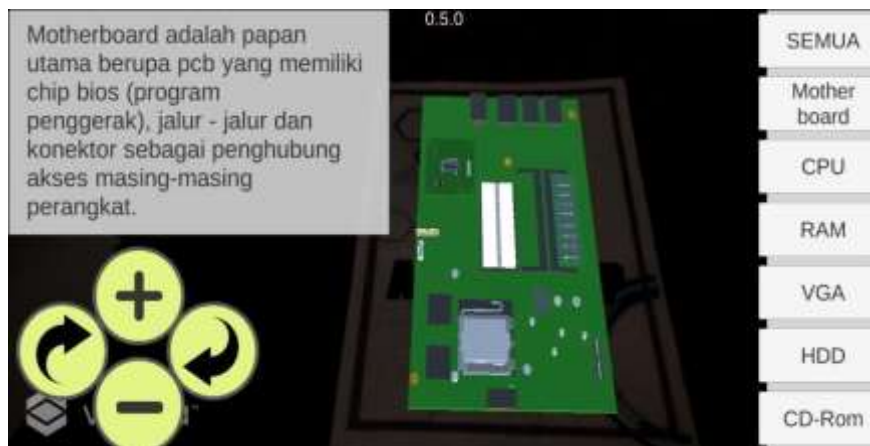 Motherboard adalah papan
utama berupa pcb yang memiliki
chip bios (program
penggerak), jalur - jalur dan
konektor sebagai penghubung
akses masing-masing
perangkat.
0.5.0
SEMUA
Mother
board
CPU
RAM
VGA
HDD
CD-Rom